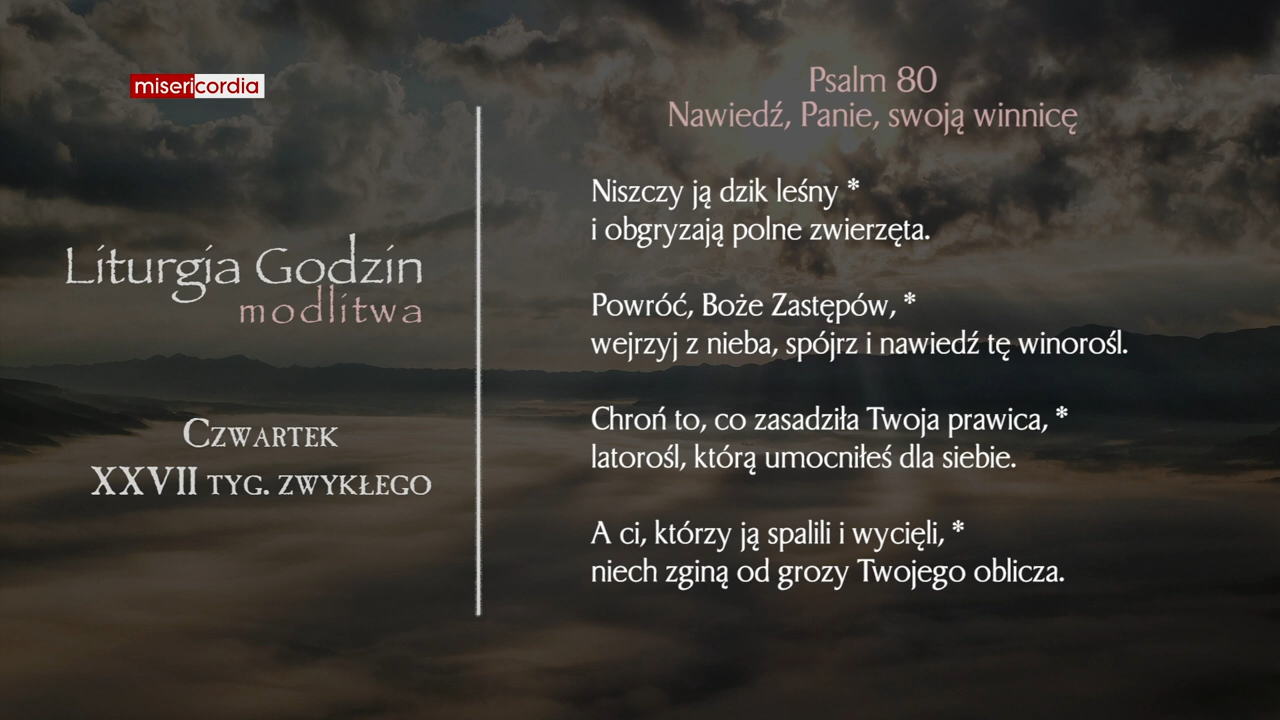 misericordia
Liturgia Godzin
modlitwa
Czwartek
XXVII tyg. zwykłego
Psalm 80
Nawiedź, Panie, swoją winnicę
Niszczy ją dzik leśny *
i obgryzają polne zwierzęta.
Powróć, Boże Zastępów, *
wejrzyj z nieba, spójrz i nawiedź tę winorośl.
Chroń to, co zasadziła Twoja prawica, *
latorośl, którą umocniłeś dla siebie.
A ci, którzy ją spalili i wycięli, *
niech zginą od grozy Twojego oblicza.